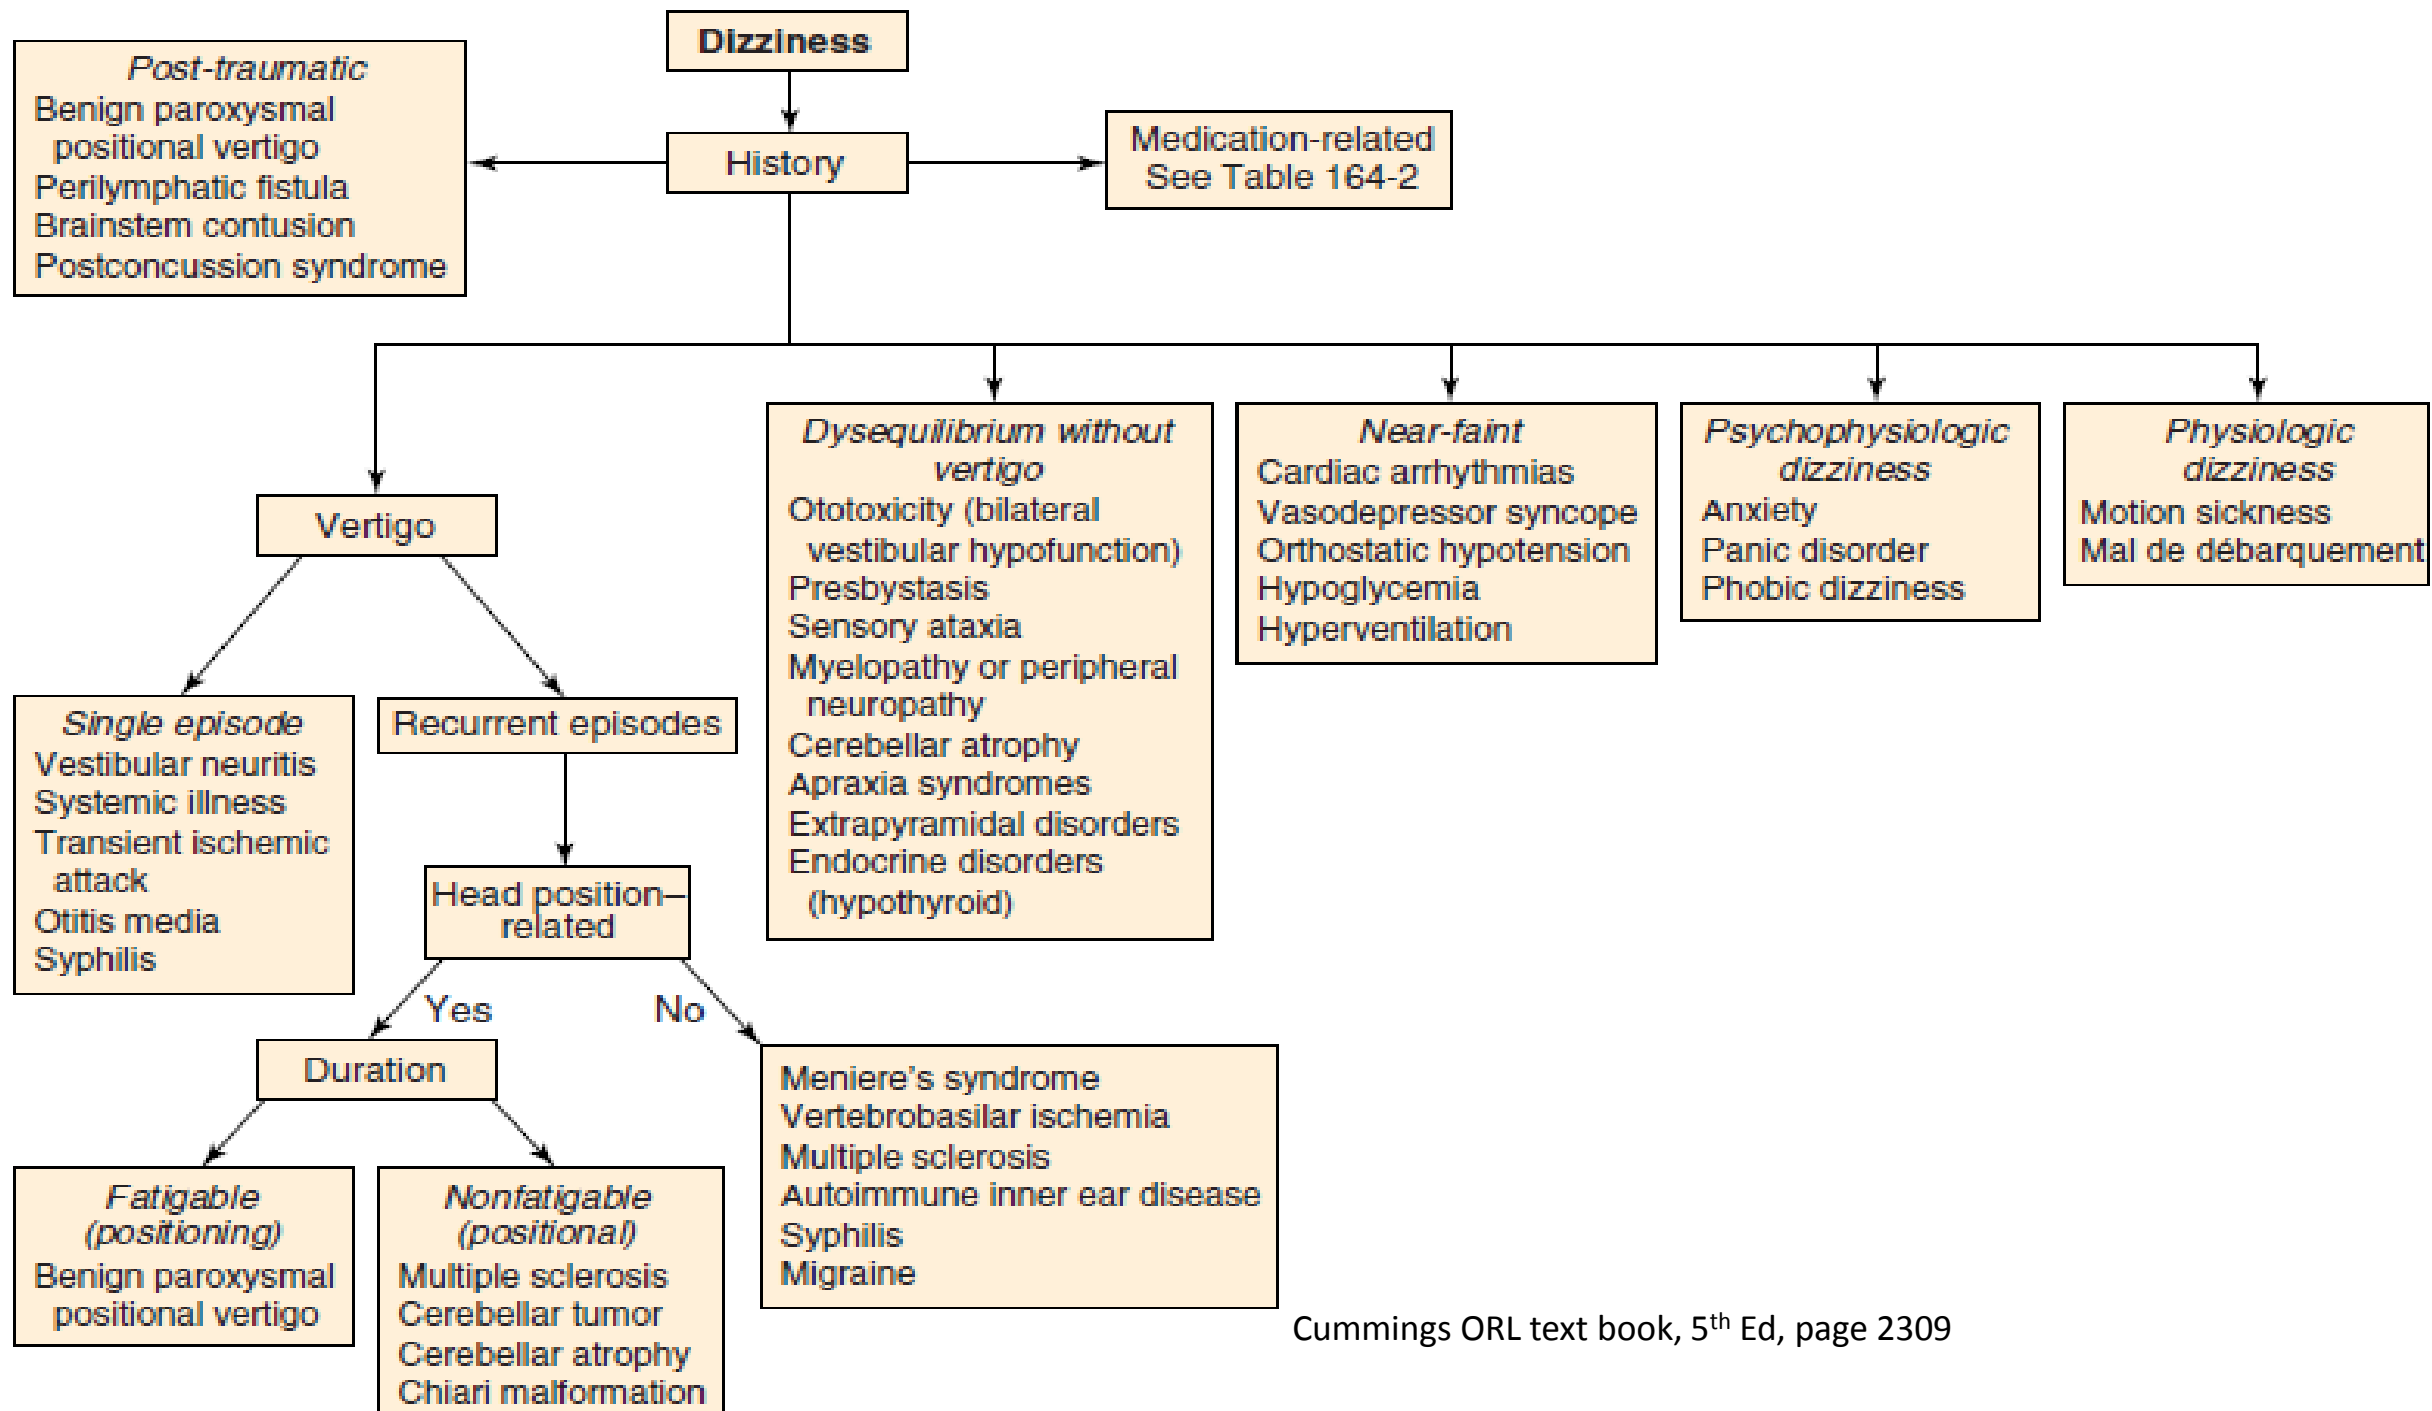 Dizziness
Post-traumatic
Benign paroxysmal
positional vertigo
Perilymphatic fistula
Brainstem contusion
Postconcussion syndrome
History
Medication-related
See Table 164-2
Vertigo
Dysequilibrium without
vertigo
Ototoxicity (bilateral
vestibular hypofunction)
Presbystasis
Sensory ataxia
Myelopathy or peripheral
neuropathy
Cerebellar atrophy
Apraxia syndromes
Extrapyramidal disorders
Endocrine disorders
(hypothyroid)
Near-faint
Cardiac arrhythmias
Vasodepressor syncope
Orthostatic hypotension
Hypoglycemia
Hyperventilation
Psychophysiologic
dizziness
Anxiety
Panic disorder
Phobic dizziness
Physiologic
dizziness
Motion sickness
Mal de débarquement
Single episode
Vestibular neuritis
Systemic illness
Transient ischemic
attack
Otitis media
Syphilis
Recurrent episodes
Head position–
related
Yes
No
Duration
Meniere's syndrome
Vertebrobasilar ischemia
Multiple sclerosis
Autoimmune inner ear disease
Syphilis
Migraine
Fatigable
(positioning)
Benign paroxysmal
positional vertigo
Nonfatigable
(positional)
Multiple sclerosis
Cerebellar tumor
Cerebellar atrophy
Chiari malformation
Cummings ORL text book, 5th Ed, page 2309